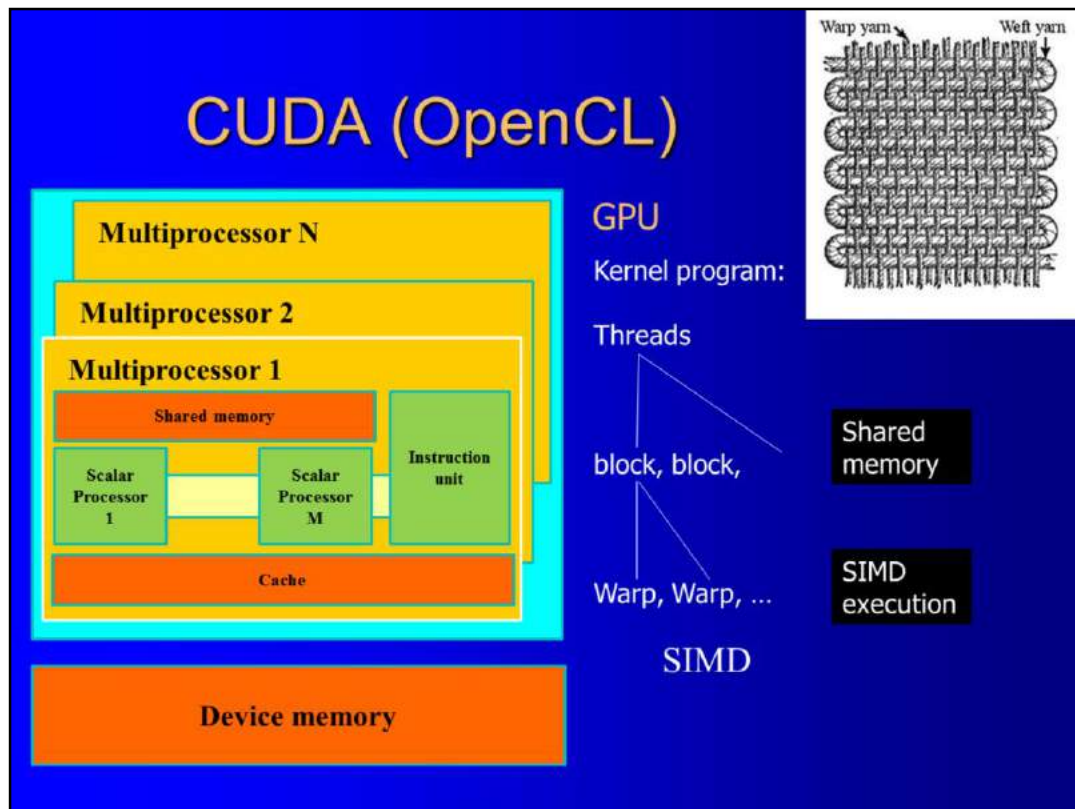 Warp yarn Weft yarn
CUDA (OpenCL)
Multiprocessor N
Multiprocessor 2
Multiprocessor 1
Shared memory
Scalar
Processor
1
Scalar
Processor
M
Instruction
unit
Cache
Device memory
GPU
Kernel program:
Threads
block, block,
Warp, Warp, ...
SIMD
Shared
memory
SIMD
execution